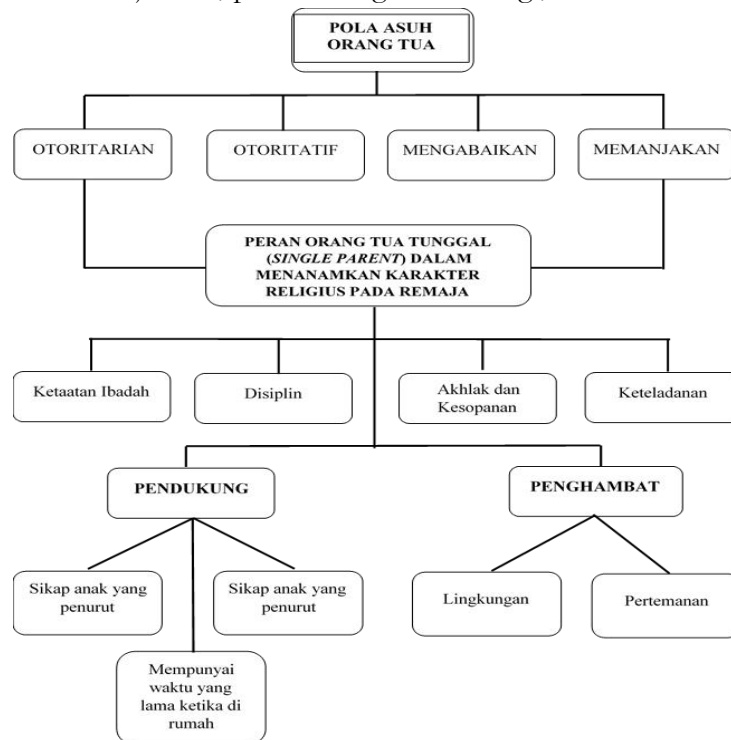 POLA ASUH
ORANG TUA
OTORITARIAN
OTORITATIF
MENGABAIKAN
MEMANJAKAN
PERAN ORANG TUA TUNGGAL
(SINGLE PARENT) DALAM
MENANAMKAN KARAKTER
RELIGIUS PADA REMAJA
Ketaatan Ibadah
Disiplin
Akhlak dan
Kesopanan
Keteladanan
PENDUKUNG
PENGHAMBAT
Sikap anak yang
penurut
Sikap anak yang
penurut
Lingkungan
Pertemanan
Mempunyai
waktu yang
lama ketika di
rumah